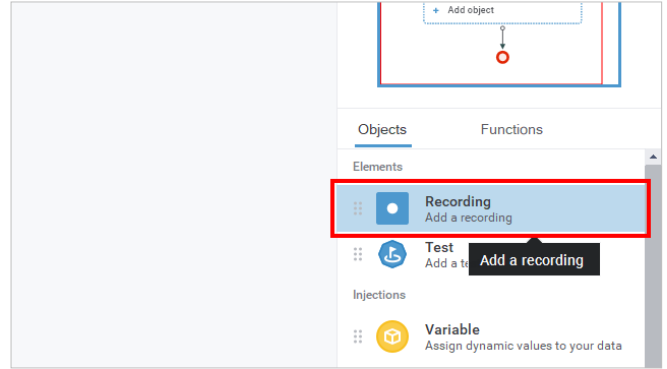 + Add object
Objects Functions
Elements
Recording
Add a recording
Test
Add a te
Add a recording
Injections
Variable
Assign dynamic values to your data